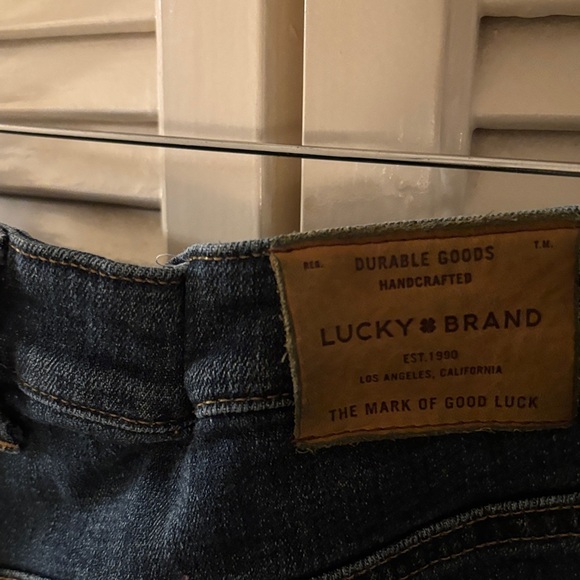 REG. DURABLE GOODS T.M.
HANDCRAFTED
LUCKY BRAND
EST. 1990
LOS ANGELES, CALIFORNIA
THE MARK OF GOOD LUCK